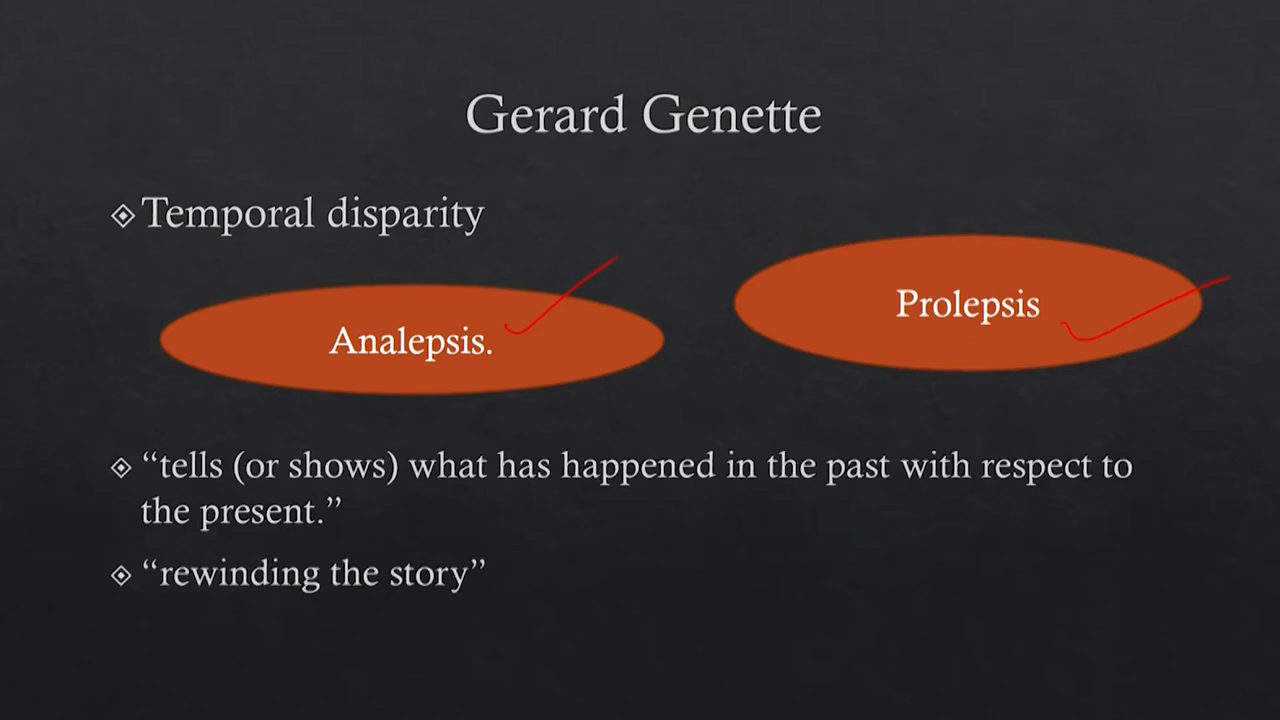 Gerard Genette
Temporal disparity
Analepsis.
Prolepsis
“tells (or shows) what has happened in the past with respect to
the present.”
“rewinding the story”